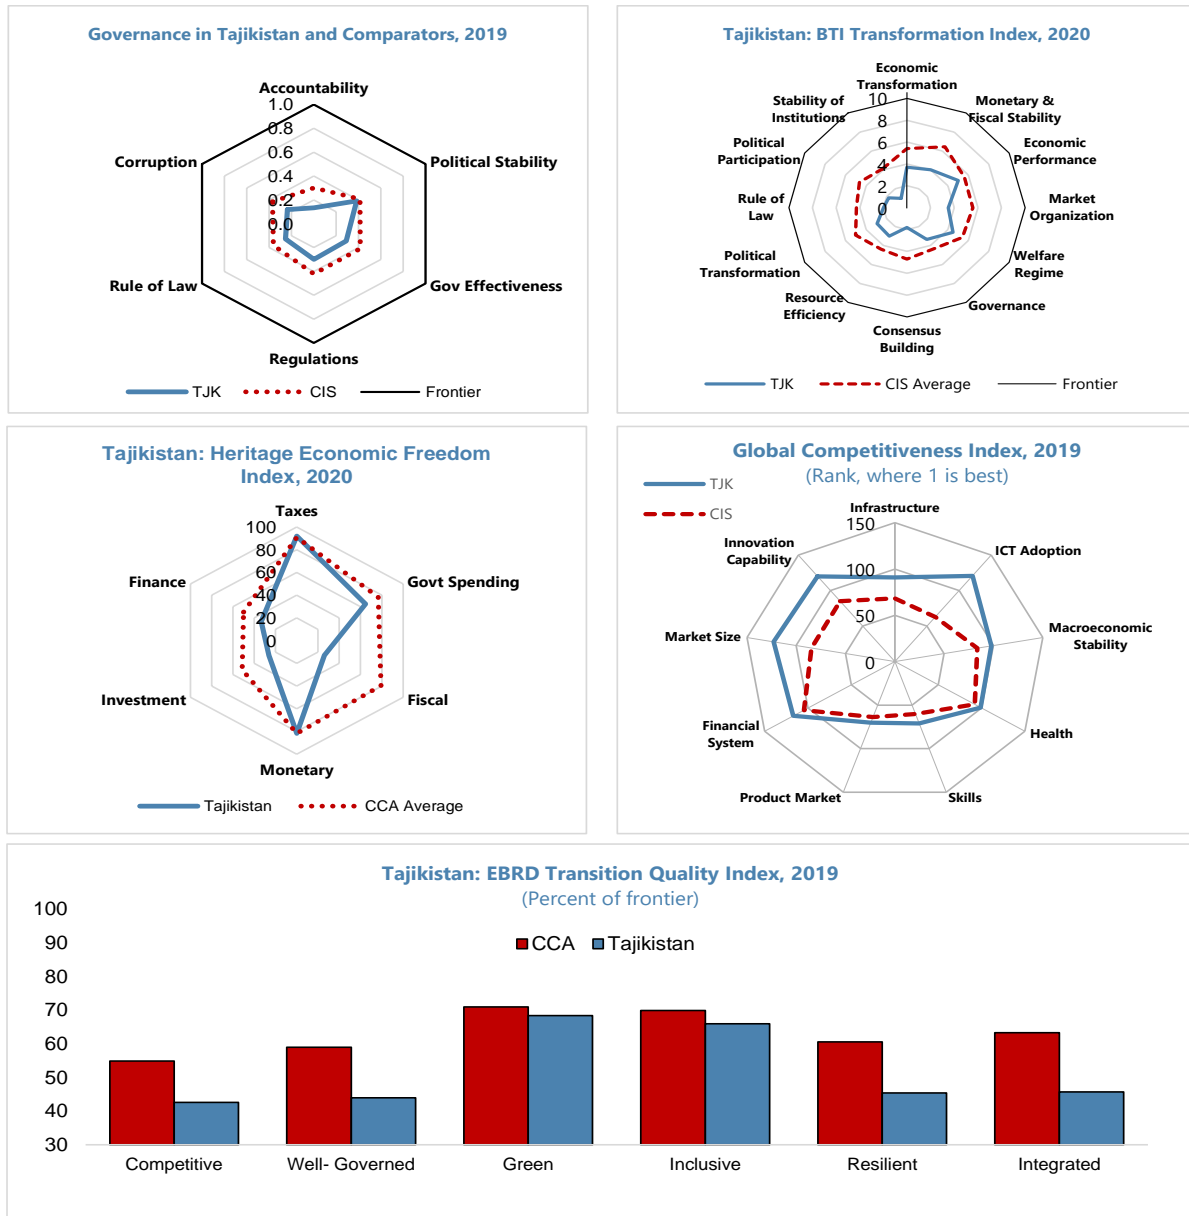 Governance in Tajikistan and Comparators, 2019
Accountability
1.0
0.8
0.6
0.4
0.2
0.0
Corruption
Political Stability
Rule of Law
Gov Effectiveness
Regulations
TJK
CIS
Frontier
Tajikistan: BTI Transformation Index, 2020
Economic
Transformation
10
8
6
4
2
0
Stability of
Institutions
Monetary &
Fiscal Stability
Political
Participation
Economic
Performance
Rule of
Law
Market
Organization
Political
Transformation
Welfare
Regime
Resource
Efficiency
Governance
Consensus
Building
TJK
CIS Average
Frontier
Tajikistan: Heritage Economic Freedom
Index, 2020
Taxes
100
80
60
40
20
0
Finance
Govt Spending
Investment
Fiscal
Monetary
Tajikistan
CCA Average
Global Competitiveness Index, 2019
(Rank, where 1 is best)
TJK
CIS
Infrastructure
150
100
50
0
Innovation
Capability
ICT Adoption
Market Size
Macroeconomic
Stability
Financial
System
Health
Product Market
Skills
Tajikistan: EBRD Transition Quality Index, 2019
(Percent of frontier)
CCA
Tajikistan
100
90
80
70
60
50
40
30
Competitive
Well- Governed
Green
Inclusive
Resilient
Integrated